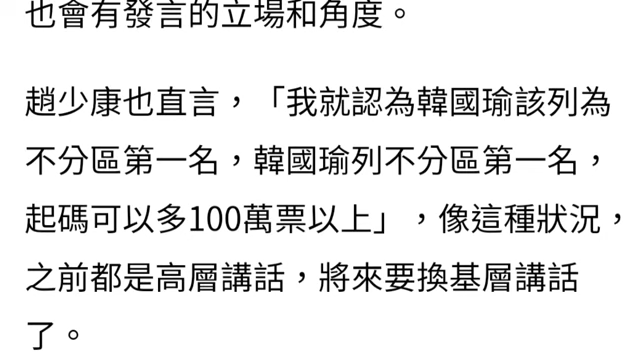 也會有發言的立場和角度。
趙少康也直言，「我就認為韓國瑜該列為
不分區第一名，韓國瑜列不分區第一名，
起碼可以多100萬票以上」，像這種狀況，
之前都是高層講話，將來要換基層講話
了。